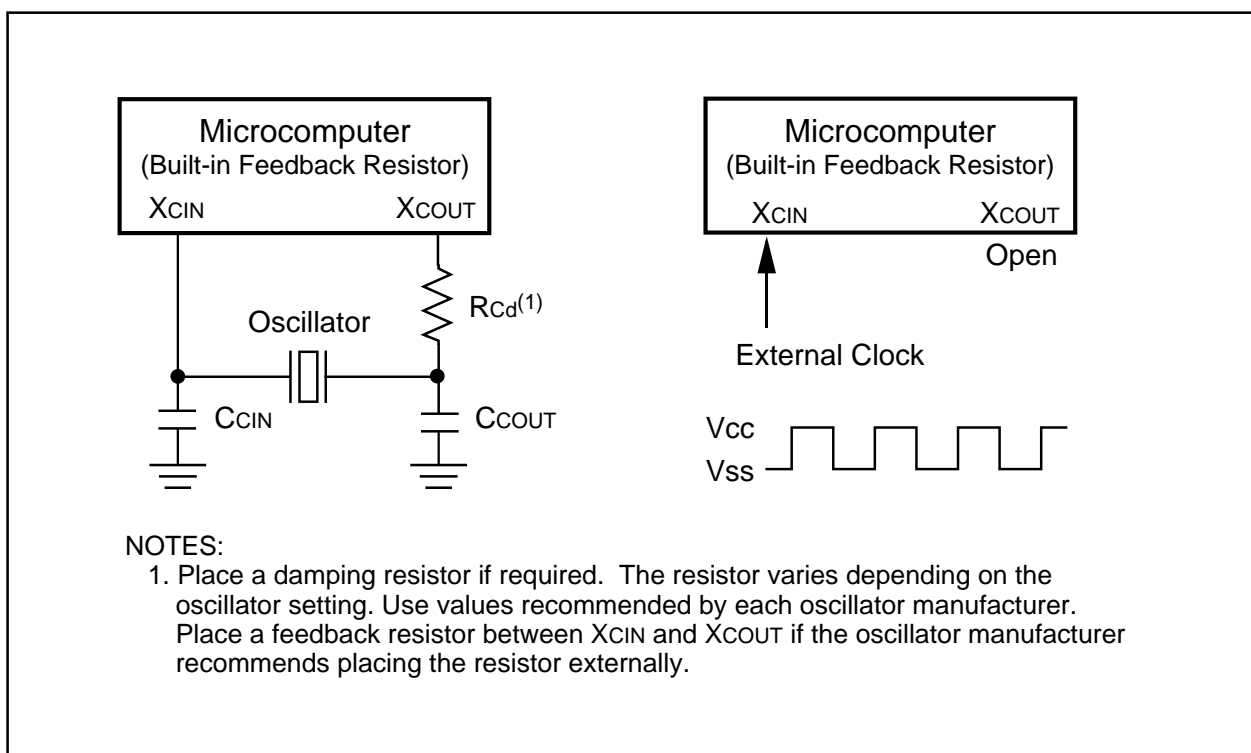 Microcomputer
(Built-in Feedback Resistor)
XCIN XCOUT
RCd(1)
Oscillator
CCIN CCOUT
Microcomputer
(Built-in Feedback Resistor)
XCIN XCOUT
Open
External Clock
Vcc
Vss
NOTES:
1. Place a damping resistor if required. The resistor varies depending on the
oscillator setting. Use values recommended by each oscillator manufacturer.
Place a feedback resistor between XCIN and XCOUT if the oscillator manufacturer
recommends placing the resistor externally.